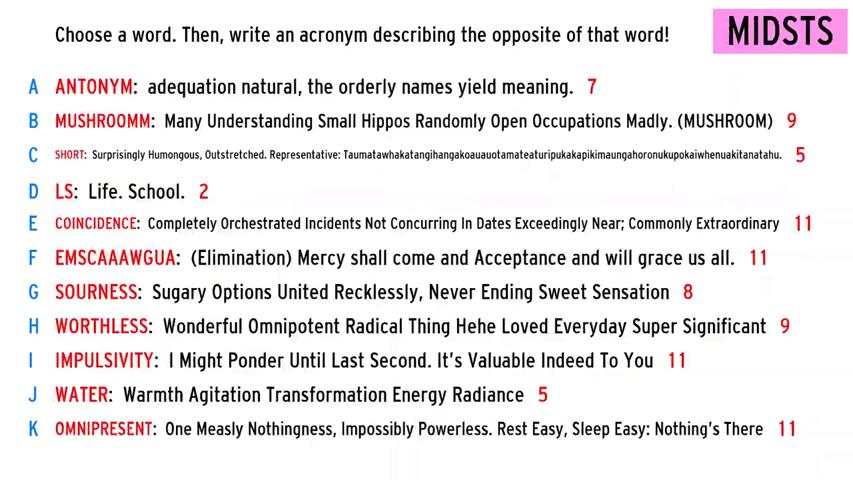 Choose a word. Then, write an acronym describing the opposite of that word!
MIDSTS
A ANTONYM: adequation natural, the orderly names yield meaning. 7
B MUSHROOMM: Many Understanding Small Hippos Randomly Open Occupations Madly. (MUSHROOM) 9
C SHORT: Surprisingly Humongous, Outstretched. Representative: Taumatawhakatangihangakoauauotamateaturipukakapikimaungahoronukupokaiwhenuakitanatahu. 5
D LS: Life. School. 2
E COINCIDENCE: Completely Orchestrated Incidents Not Concurring In Dates Exceedingly Near; Commonly Extraordinary 11
F EMSCAAAWGUA: (Elimination) Mercy shall come and Acceptance and will grace us all. 11
G SOURNESS: Sugary Options United Recklessly, Never Ending Sweet Sensation 8
H WORTHLESS: Wonderful Omnipotent Radical Thing Hehe Loved Everyday Super Significant 9
I IMPULSIVITY: I Might Ponder Until Last Second. It's Valuable Indeed To You 11
J WATER: Warmth Agitation Transformation Energy Radiance 5
K OMNIPRESENT: One Measly Nothingness, Impossibly Powerless. Rest Easy, Sleep Easy: Nothing's There 11